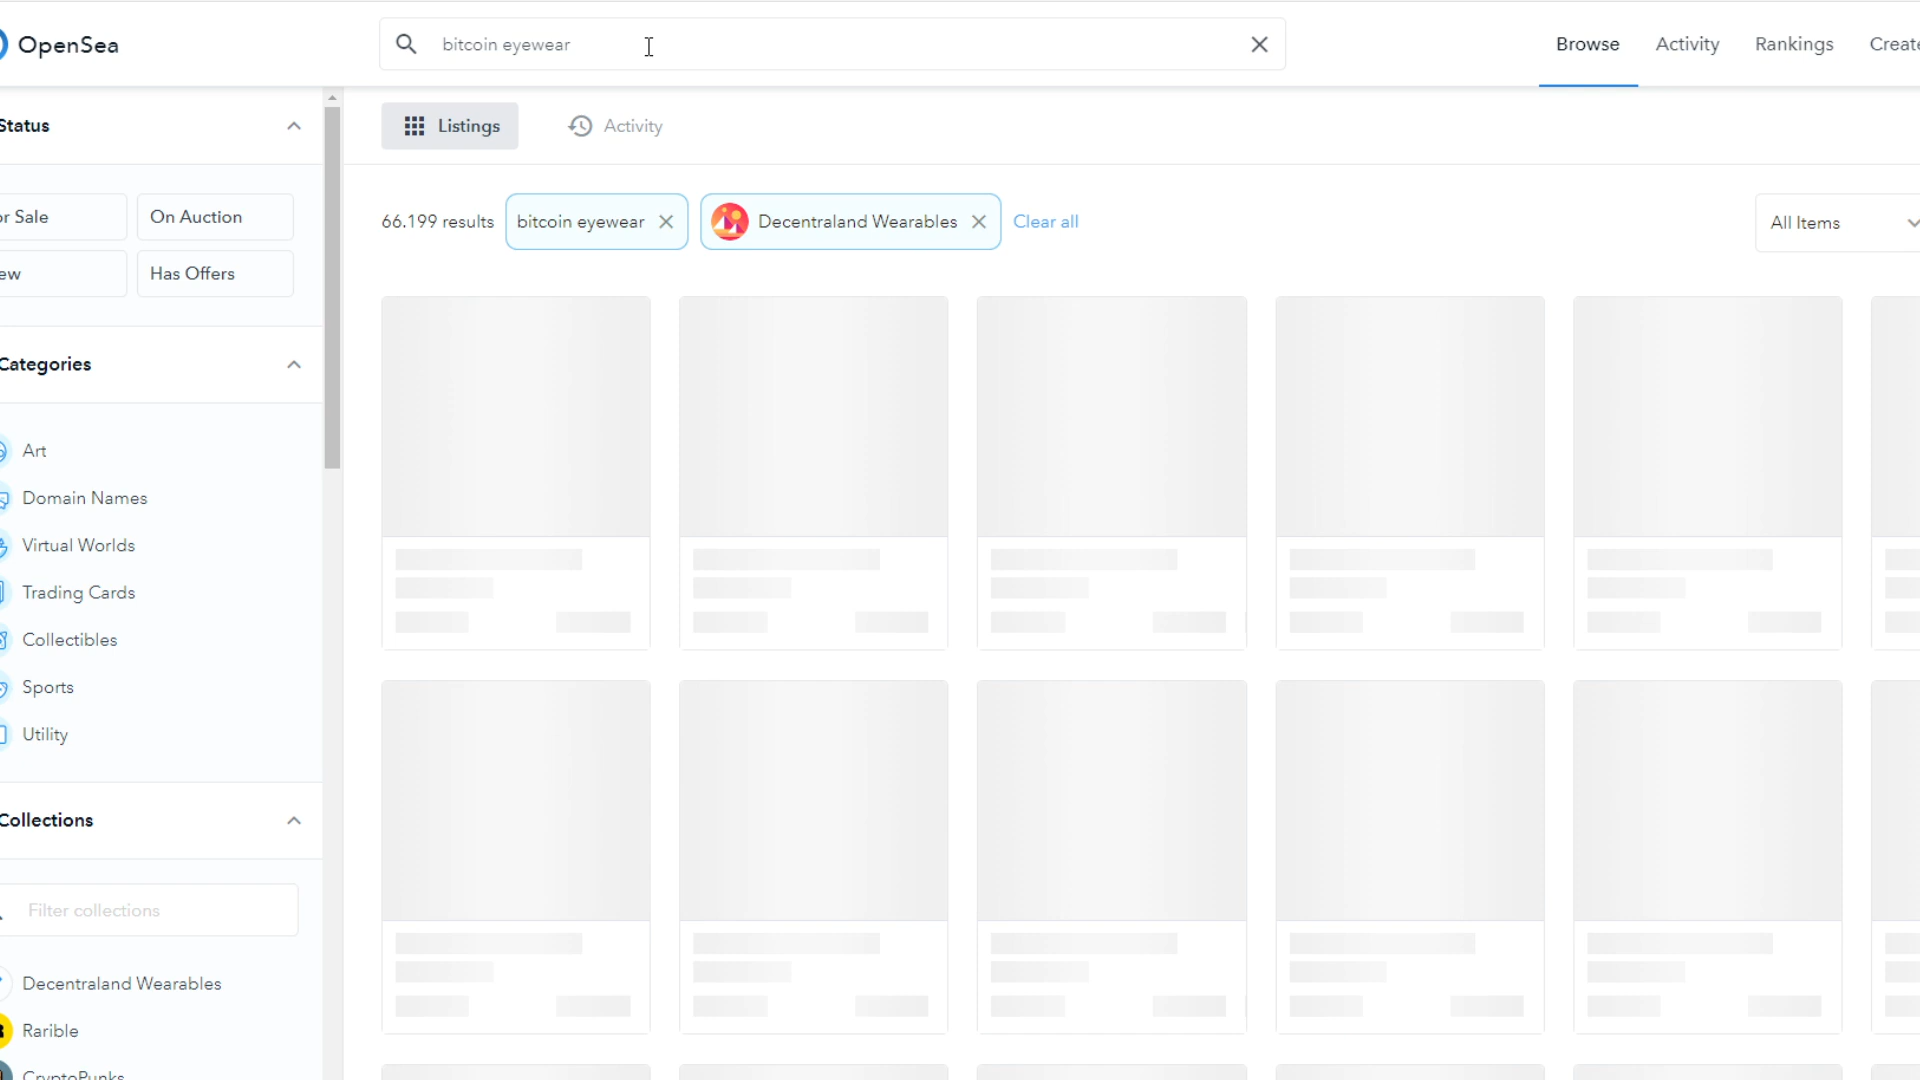 OpenSea
bitcoin eyewear
Browse
Activity
Rankings
Create
Status
Listings
Activity
For Sale
On Auction
66.199 results
bitcoin eyewear
Decentraland Wearables
Clear all
All Items
New
Has Offers
Categories
Art
Domain Names
Virtual Worlds
Trading Cards
Collectibles
Sports
Utility
Collections
Filter collections
Decentraland Wearables
Rarible
CryptoPunks